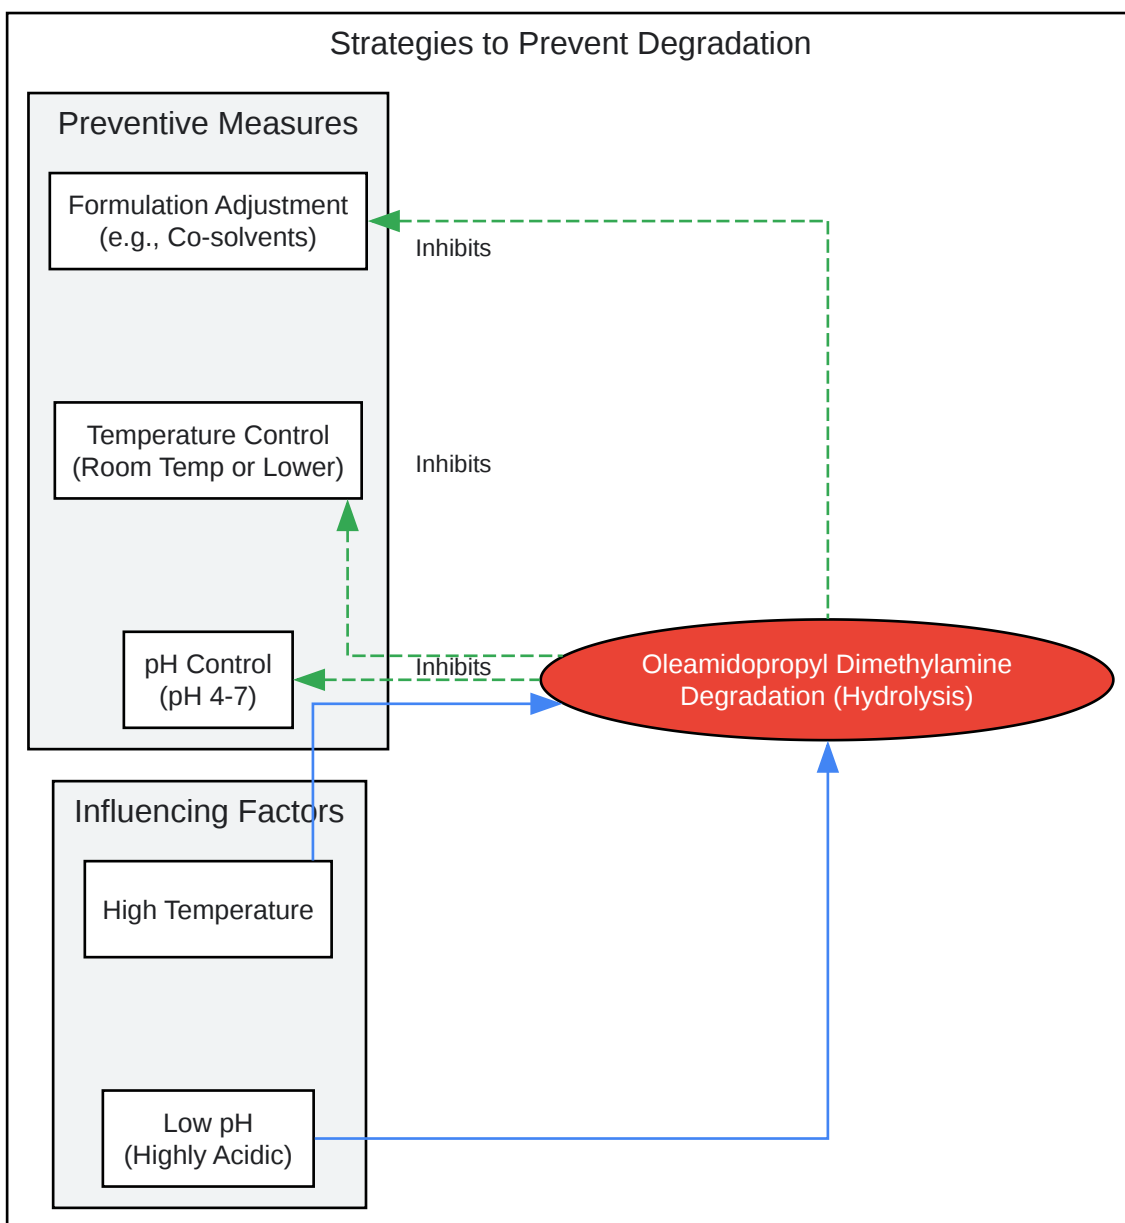 Strategies to Prevent Degradation
Preventive Measures
Formulation Adjustment
(e.g., Co-solvents)
Inhibits
Temperature Control
(Room Temp or Lower)
Inhibits
pH Control
(pH 4-7)
Inhibits
Oleamidopropyl Dimethylamine
Degradation (Hydrolysis)
Influencing Factors
High Temperature
Low pH
(Highly Acidic)